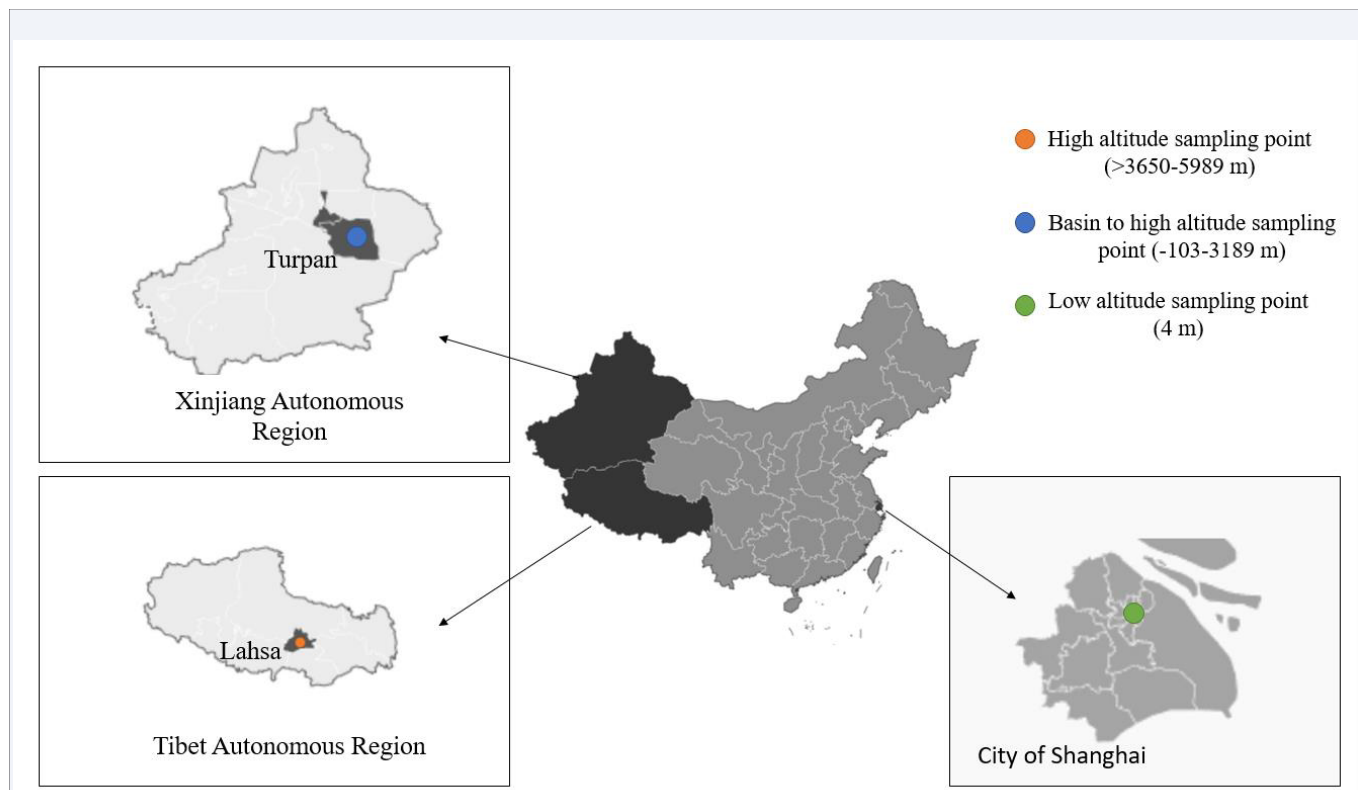 High altitude sampling point
(>3650-5989 m)
Basin to high altitude sampling
point (-103-3189 m)
Low altitude sampling point
(4 m)
Turpan
Xinjiang Autonomous
Region
Lahsa
Tibet Autonomous Region
City of Shanghai